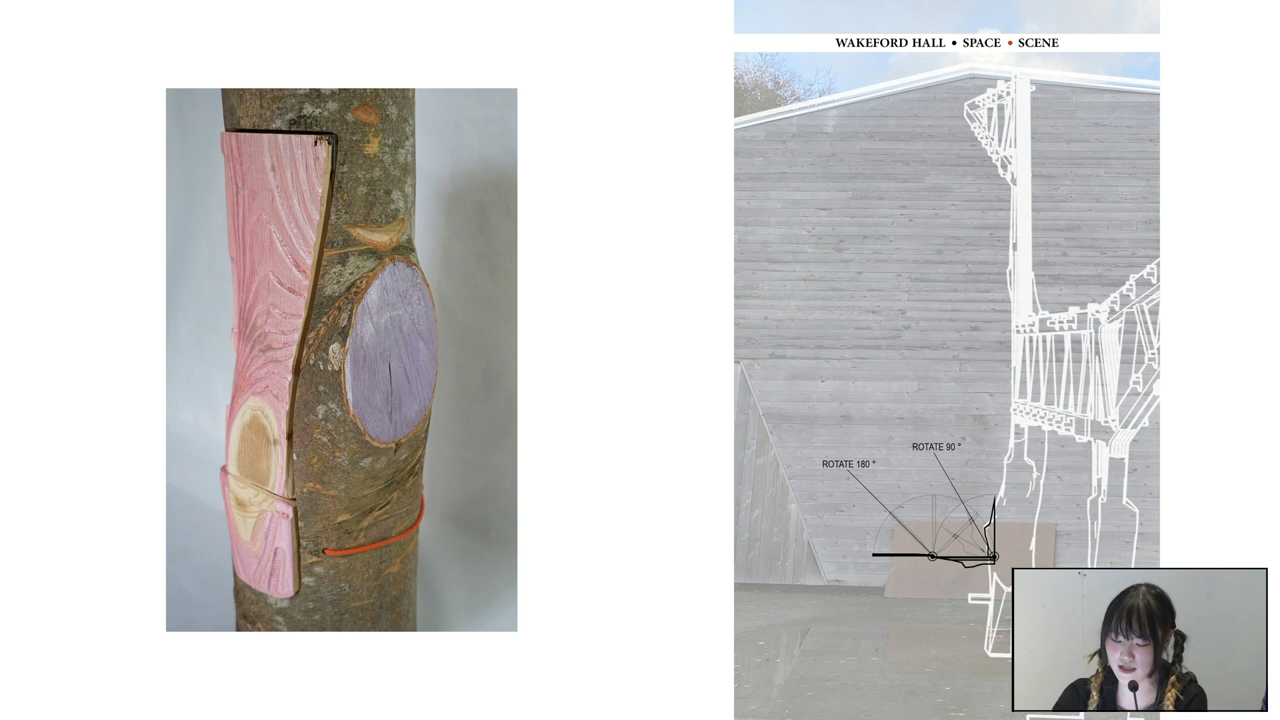 WAKEFORD HALL • SPACE • SCENE
ROTATE 90 °
ROTATE 180 °